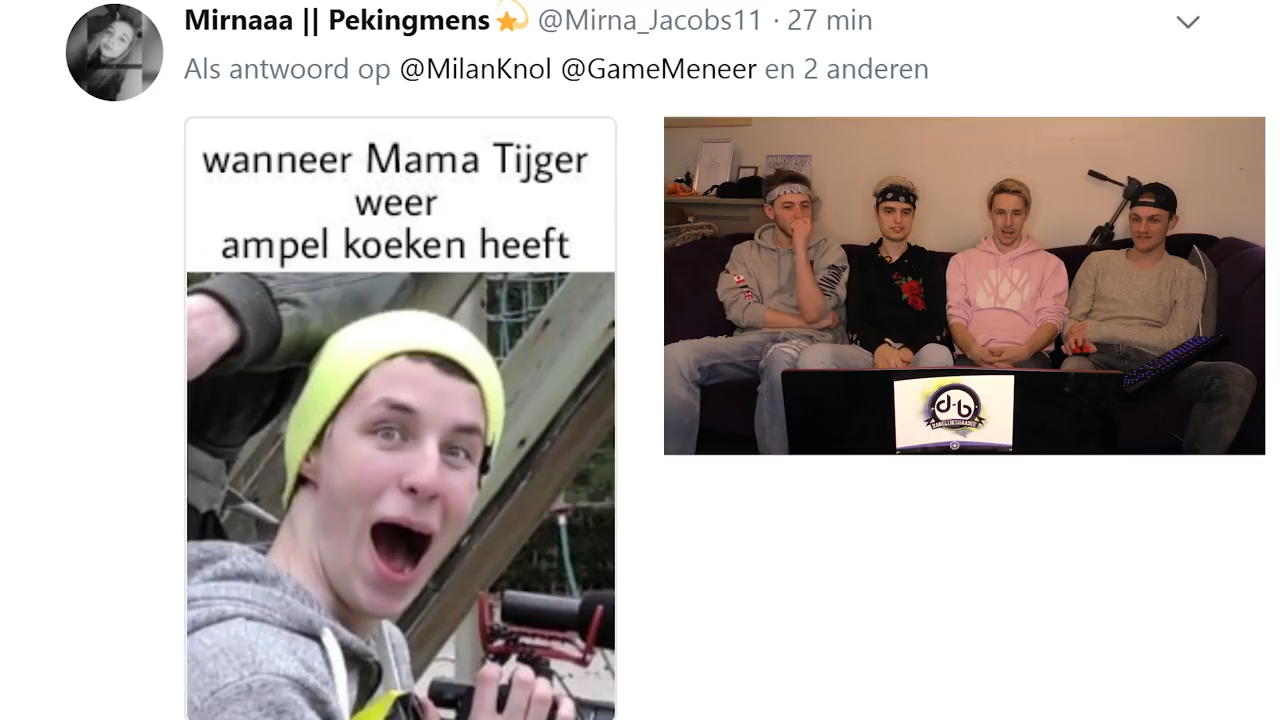 Mirnaaa || Pekingmens💫 @Mirna_Jacobs11 · 27 min
Als antwoord op @MilanKnol @GameMeneer en 2 anderen
wanneer Mama Tijger
weer
ampel koeken heeft
d-b